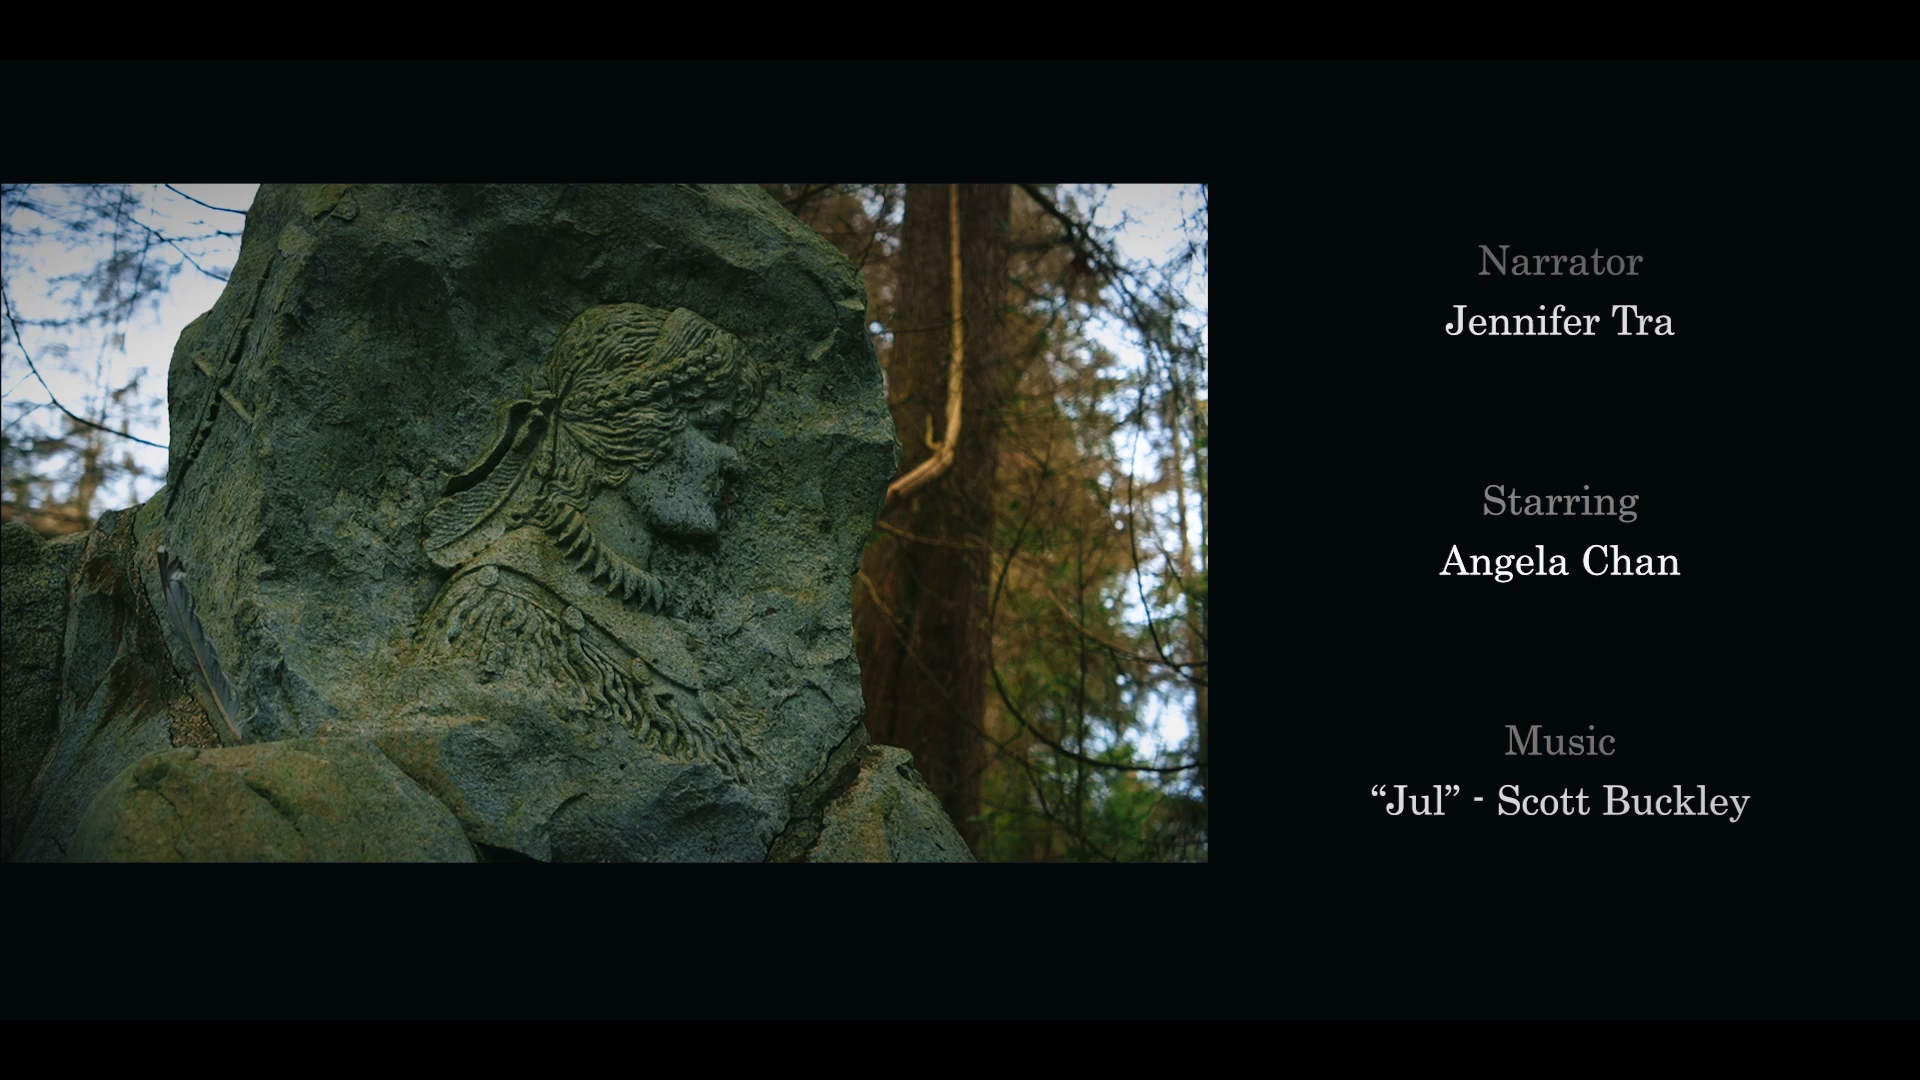 Narrator
Jennifer Tra
Starring
Angela Chan
Music
“Jul” - Scott Buckley